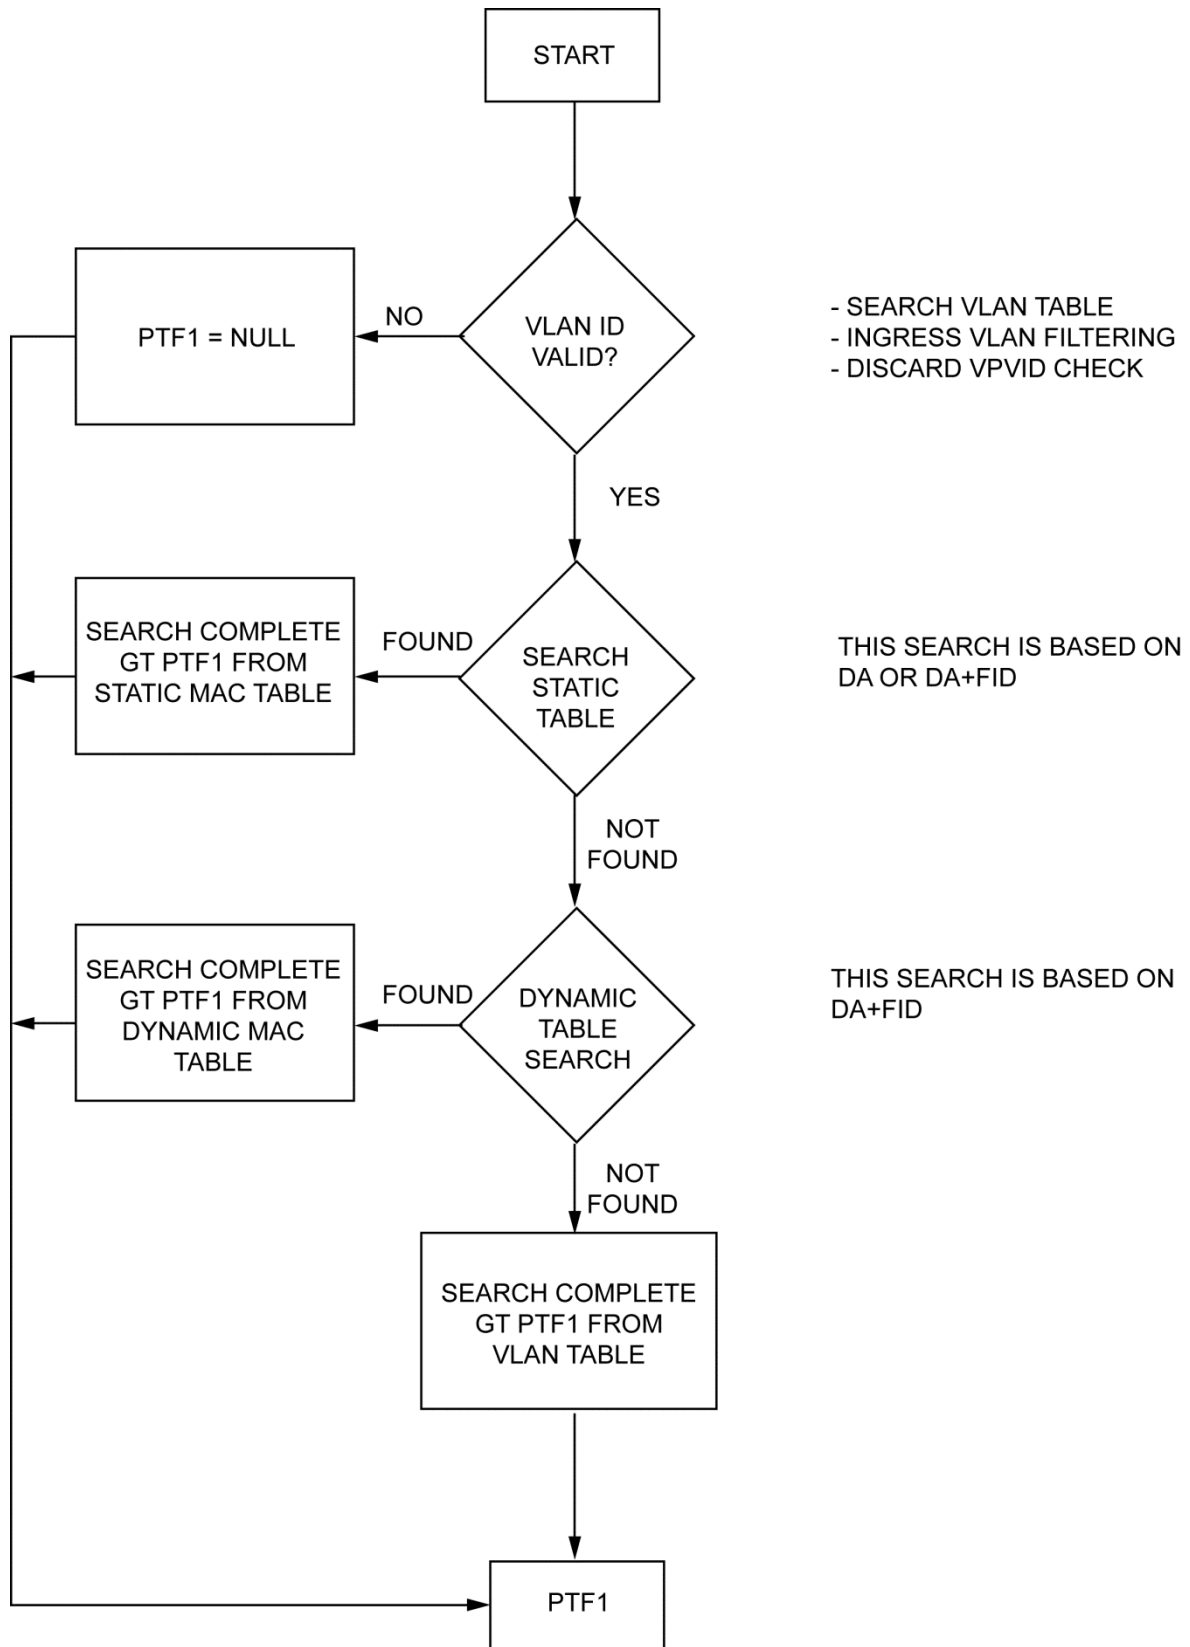 START
VLAN ID
VALID?
NO
PTF1 = NULL
- SEARCH VLAN TABLE
- INGRESS VLAN FILTERING
- DISCARD VPVID CHECK
YES
SEARCH
STATIC
TABLE
FOUND
SEARCH COMPLETE
GT PTF1 FROM
STATIC MAC TABLE
THIS SEARCH IS BASED ON
DA OR DA+FID
NOT
FOUND
DYNAMIC
TABLE
SEARCH
FOUND
SEARCH COMPLETE
GT PTF1 FROM
DYNAMIC MAC
TABLE
THIS SEARCH IS BASED ON
DA+FID
NOT
FOUND
SEARCH COMPLETE
GT PTF1 FROM
VLAN TABLE
PTF1